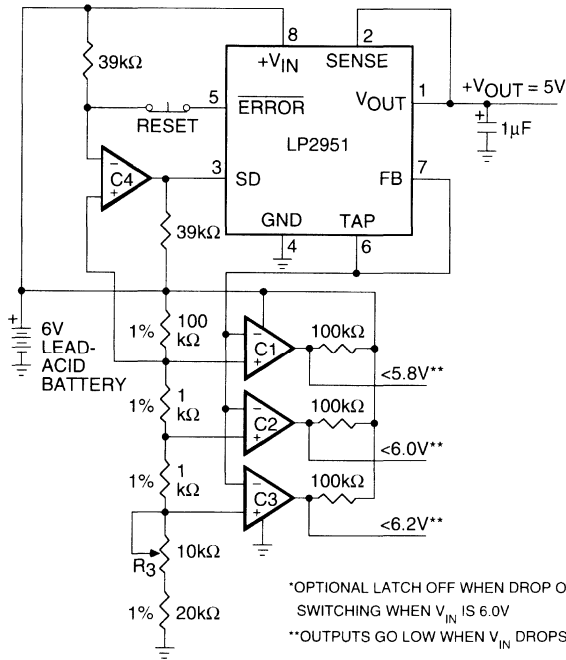 8
2
+VIN
SENSE
39kΩ
5
ERROR
VOUT
1
+VOUT = 5V
RESET
+
1µF
LP2951
−
C4
+
3
SD
FB
7
39kΩ
GND
TAP
4
6
+
6V
LEAD-
ACID
BATTERY
1%
100
kΩ
−
C1
+
100kΩ
<5.8V**
1%
1
kΩ
−
C2
+
100kΩ
<6.0V**
1%
1
kΩ
−
C3
+
100kΩ
<6.2V**
R3
10kΩ
1%
20kΩ
*OPTIONAL LATCH OFF WHEN DROP
SWITCHING WHEN VIN IS 6.0V
**OUTPUTS GO LOW WHEN VIN DROPS